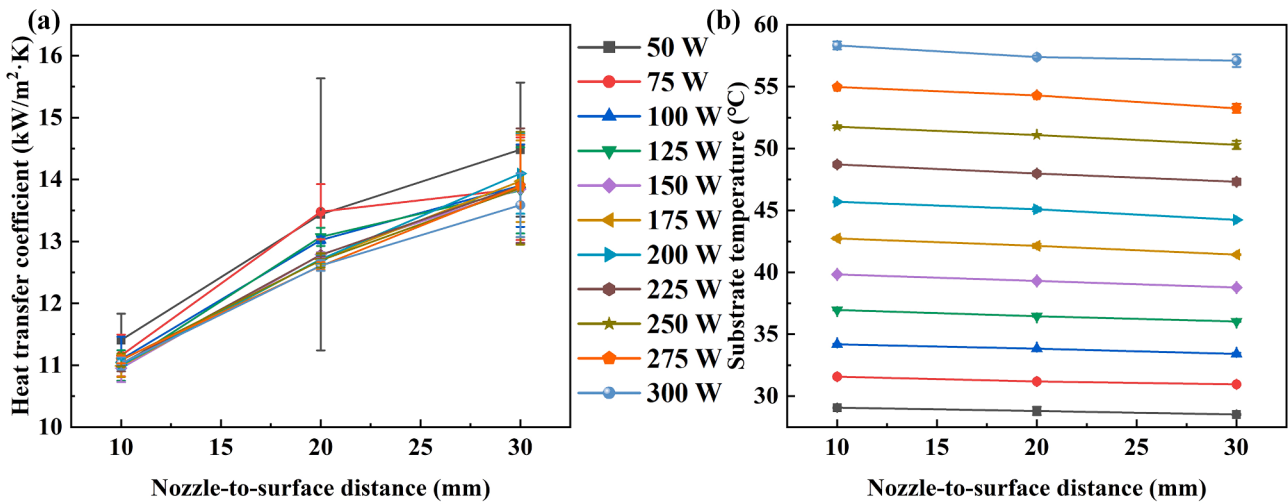 (a)
Heat transfer coefficient (kW/m²·K)
16
15
14
13
12
11
10
10
15
20
25
30
Nozzle-to-surface distance (mm)
50 W
75 W
100 W
125 W
150 W
175 W
200 W
225 W
250 W
275 W
300 W
(b)
Substrate temperature (℃)
60
55
50
45
40
35
30
10
15
20
25
30
Nozzle-to-surface distance (mm)